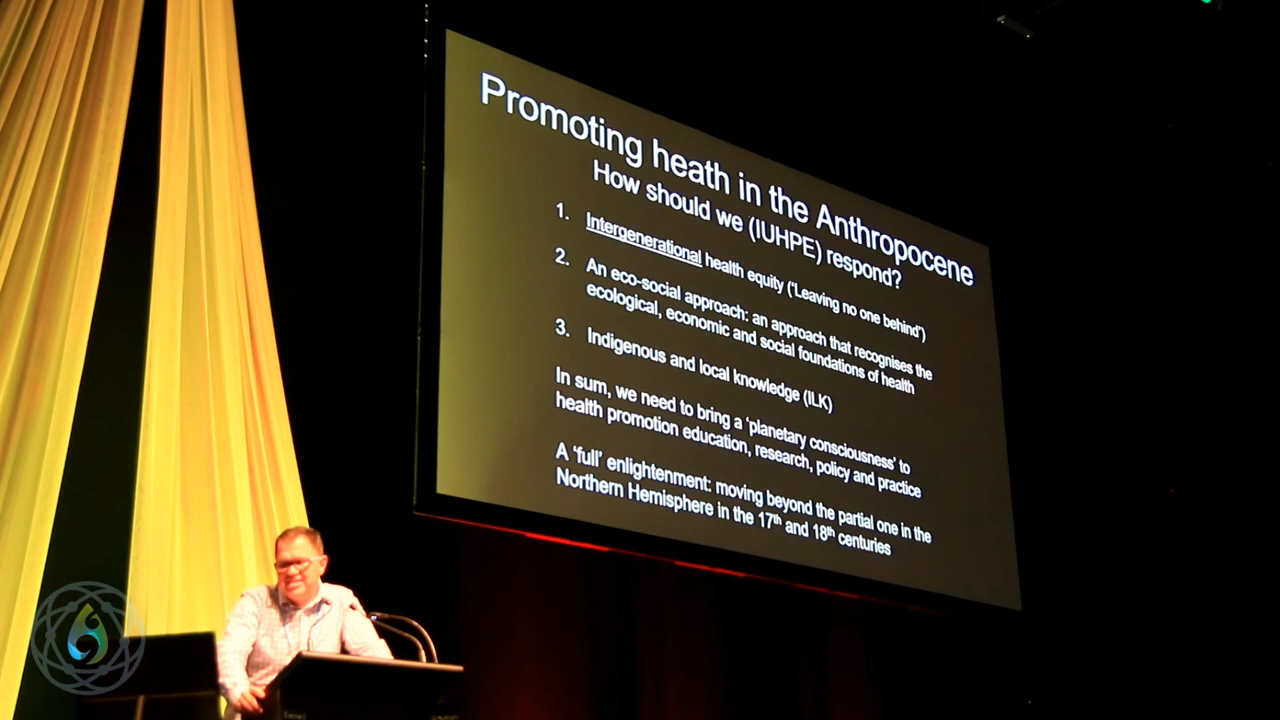 Promoting heath in the Anthropocene
How should we (IUHPE) respond?
1. Intergenerational health equity ('Leaving no one behind')
2. An eco-social approach: an approach that recognises the
ecological, economic and social foundations of health
3. Indigenous and local knowledge (ILK)
In sum, we need to bring a 'planetary consciousness' to
health promotion education, research, policy and practice
A 'full' enlightenment: moving beyond the partial one in the
Northern Hemisphere in the 17th and 18th centuries